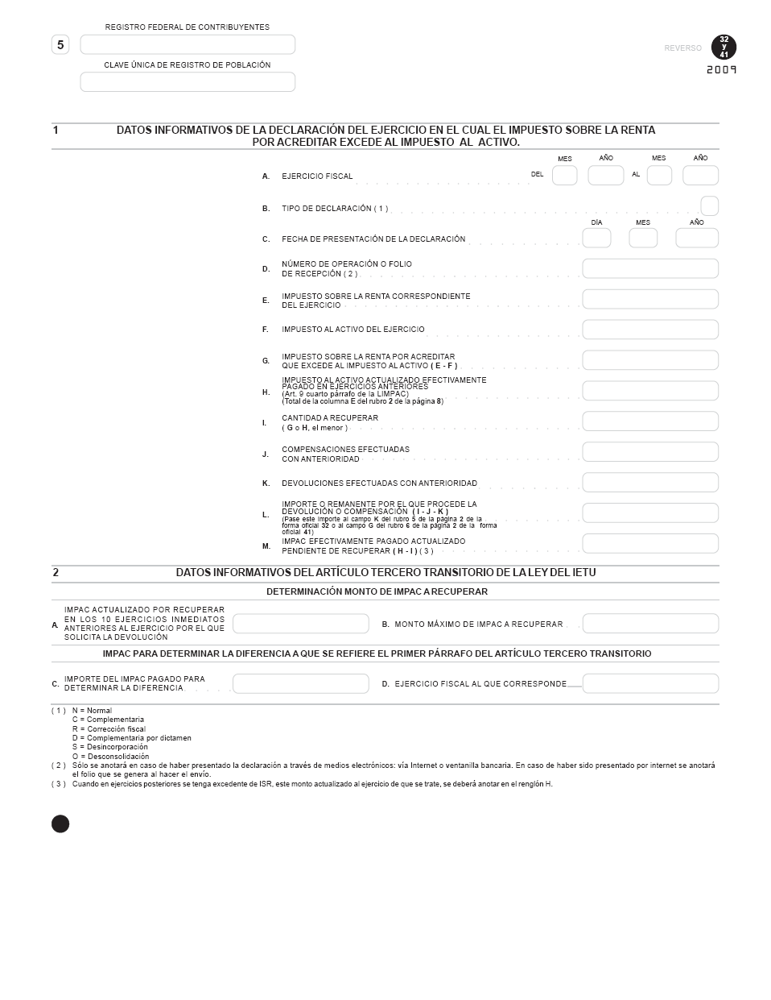 REGISTRO FEDERAL DE CONTRIBUYENTES
5
CLAVE ÚNICA DE REGISTRO DE POBLACIÓN
REVERSO
32
y
41
2009
1 DATOS INFORMATIVOS DE LA DECLARACIÓN DEL EJERCICIO EN EL CUAL EL IMPUESTO SOBRE LA RENTA
POR ACREDITAR EXCEDE AL IMPUESTO AL ACTIVO.
MES AÑO MES AÑO
A. EJERCICIO FISCAL DEL AL
B. TIPO DE DECLARACIÓN ( 1 )
DÍA MES AÑO
C. FECHA DE PRESENTACIÓN DE LA DECLARACIÓN
D. NÚMERO DE OPERACIÓN O FOLIO
DE RECEPCIÓN ( 2 )
E. IMPUESTO SOBRE LA RENTA CORRESPONDIENTE
DEL EJERCICIO
F. IMPUESTO AL ACTIVO DEL EJERCICIO
G. IMPUESTO SOBRE LA RENTA POR ACREDITAR
QUE EXCEDE AL IMPUESTO AL ACTIVO ( E - F )
H. IMPUESTO AL ACTIVO ACTUALIZADO EFECTIVAMENTE
PAGADO EN EJERCICIOS ANTERIORES
(Art. 9 cuarto párrafo de la LIMPAC)
(Total de la columna E del rubro 2 de la página 8)
I. CANTIDAD A RECUPERAR
( G o H, el menor )
J. COMPENSACIONES EFECTUADAS
CON ANTERIORIDAD
K. DEVOLUCIONES EFECTUADAS CON ANTERIORIDAD
L. IMPORTE O REMANENTE POR EL QUE PROCEDE LA
DEVOLUCIÓN O COMPENSACIÓN ( I - J - K )
(Pase este importe al campo K del rubro 5 de la página 2 de la
forma oficial 32 o al campo G del rubro 6 de la página 2 de la forma
oficial 41)
M. IMPAC EFECTIVAMENTE PAGADO ACTUALIZADO
PENDIENTE DE RECUPERAR ( H - I ) ( 3 )
2 DATOS INFORMATIVOS DEL ARTÍCULO TERCERO TRANSITORIO DE LA LEY DEL IETU
DETERMINACIÓN MONTO DE IMPAC A RECUPERAR
A. IMPAC ACTUALIZADO POR RECUPERAR
EN LOS 10 EJERCICIOS INMEDIATOS
ANTERIORES AL EJERCICIO POR EL QUE
SOLICITA LA DEVOLUCIÓN
B. MONTO MÁXIMO DE IMPAC A RECUPERAR
IMPAC PARA DETERMINAR LA DIFERENCIA A QUE SE REFIERE EL PRIMER PÁRRAFO DEL ARTÍCULO TERCERO TRANSITORIO
C. IMPORTE DEL IMPAC PAGADO PARA
DETERMINAR LA DIFERENCIA
D. EJERCICIO FISCAL AL QUE CORRESPONDE
( 1 ) N = Normal
C = Complementaria
R = Corrección fiscal
D = Complementaria por dictamen
S = Desincorporación
O = Desconsolidación
( 2 ) Sólo se anotará en caso de haber presentado la declaración a través de medios electrónicos: vía Internet o ventanilla bancaria. En caso de haber sido presentado por internet se anotará
el folio que se genera al hacer el envío.
( 3 ) Cuando en ejercicios posteriores se tenga excedente de ISR, este monto actualizado al ejercicio de que se trate, se deberá anotar en el renglón H.